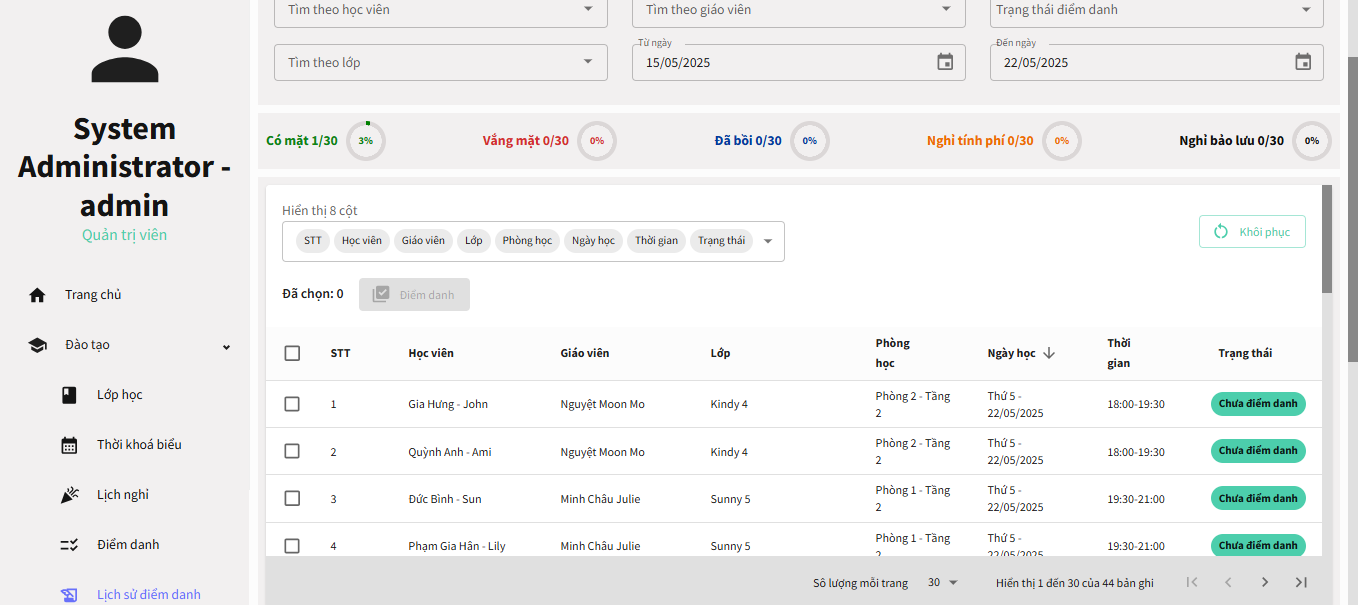 System
Administrator -
admin
Quản trị viên
Trang chủ
Đào tạo
Lớp học
Thời khoá biểu
Lịch nghỉ
Điểm danh
Lịch sử điểm danh
Tìm theo học viên
Tìm theo giáo viên
Trạng thái điểm danh
Tìm theo lớp
Từ ngày
15/05/2025
Đến ngày
22/05/2025
Có mặt 1/30 3%
Vắng mặt 0/30 0%
Đã bồi 0/30 0%
Nghỉ tính phí 0/30 0%
Nghỉ bảo lưu 0/30 0%
Hiển thị 8 cột
STT Học viên Giáo viên Lớp Phòng học Ngày học Thời gian Trạng thái
Khôi phục
Đã chọn: 0 Điểm danh
STT Học viên Giáo viên Lớp Phòng học Ngày học Thời gian Trạng thái
1 Gia Hưng - John Nguyệt Moon Mo Kindy 4 Phòng 2 - Tầng 2 Thứ 5 - 22/05/2025 18:00-19:30 Chưa điểm danh
2 Quỳnh Anh - Ami Nguyệt Moon Mo Kindy 4 Phòng 2 - Tầng 2 Thứ 5 - 22/05/2025 18:00-19:30 Chưa điểm danh
3 Đức Bình - Sun Minh Châu Julie Sunny 5 Phòng 1 - Tầng 2 Thứ 5 - 22/05/2025 19:30-21:00 Chưa điểm danh
4 Phạm Gia Hân - Lily Minh Châu Julie Sunny 5 Phòng 1 - Tầng 2 Thứ 5 - 22/05/2025 19:30-21:00 Chưa điểm danh
Số lượng mỗi trang 30 Hiển thị 1 đến 30 của 44 bản ghi